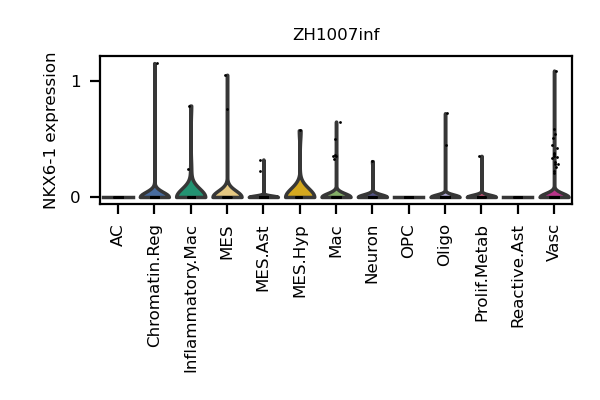 ZH1007inf
NKX6-1 expression
1
0
AC
Chromatin.Reg
Inflammatory.Mac
MES
MES.Ast
MES.Hyp
Mac
Neuron
OPC
Oligo
Prolif.Metab
Reactive.Ast
Vasc